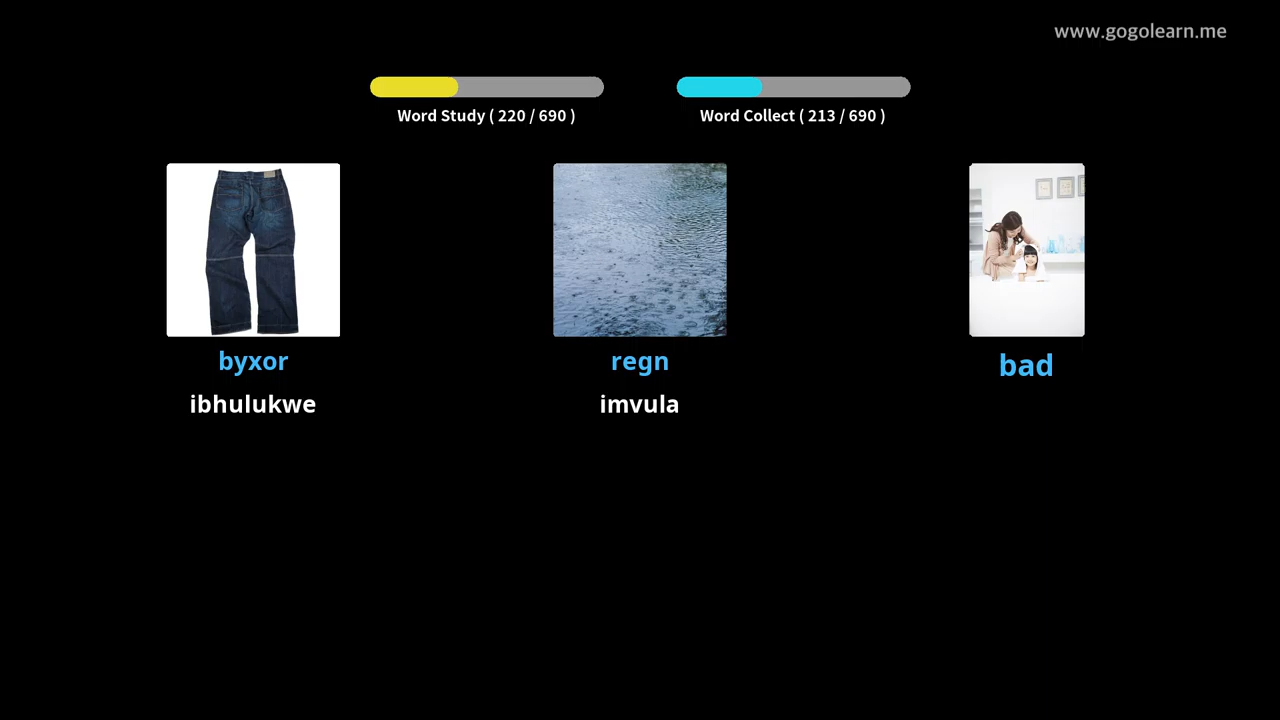 www.gogolearn.me
Word Study ( 220 / 690 )
Word Collect ( 213 / 690 )
byxor
regn
bad
ibhulukwe
imvula